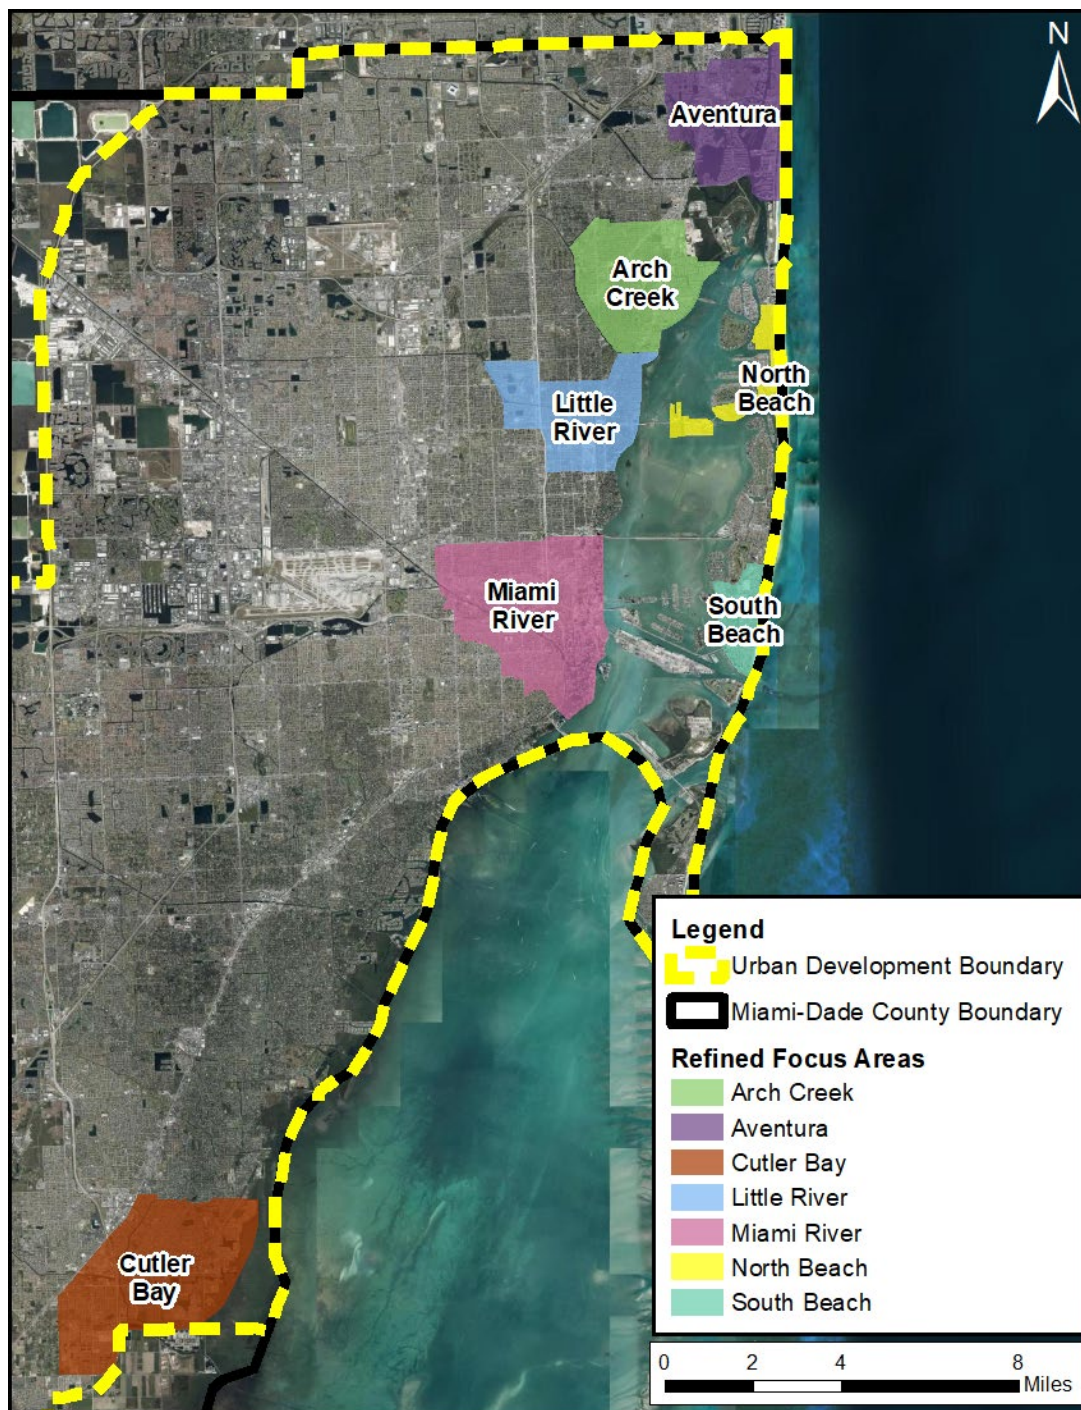 N
Aventura
Arch
Creek
North
Beach
Little
River
Miami
River
South
Beach
Cutler
Bay
Legend
Urban Development Boundary
Miami-Dade County Boundary
Refined Focus Areas
Arch Creek
Aventura
Cutler Bay
Little River
Miami River
North Beach
South Beach
0 2 4 8
Miles